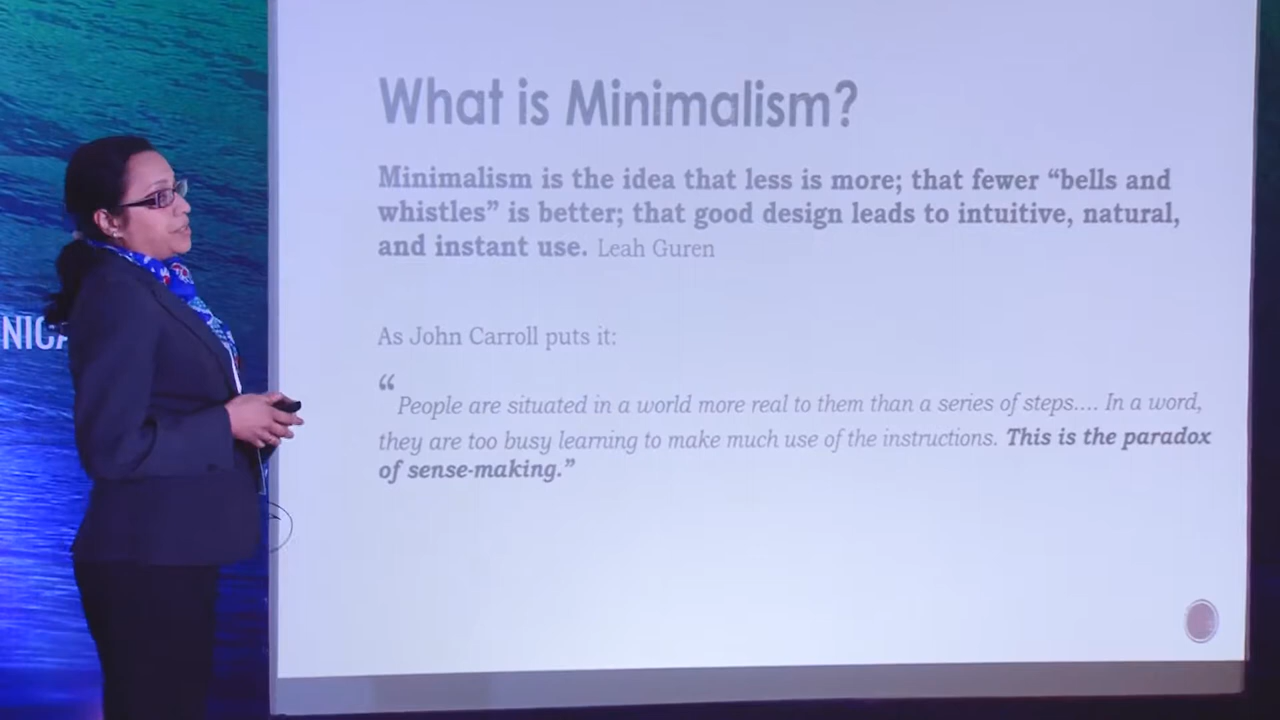 What is Minimalism?
Minimalism is the idea that less is more; that fewer “bells and
whistles” is better; that good design leads to intuitive, natural,
and instant use. Leah Guren
As John Carroll puts it:
“
People are situated in a world more real to them than a series of steps.... In a word,
they are too busy learning to make much use of the instructions. This is the paradox
of sense-making.”